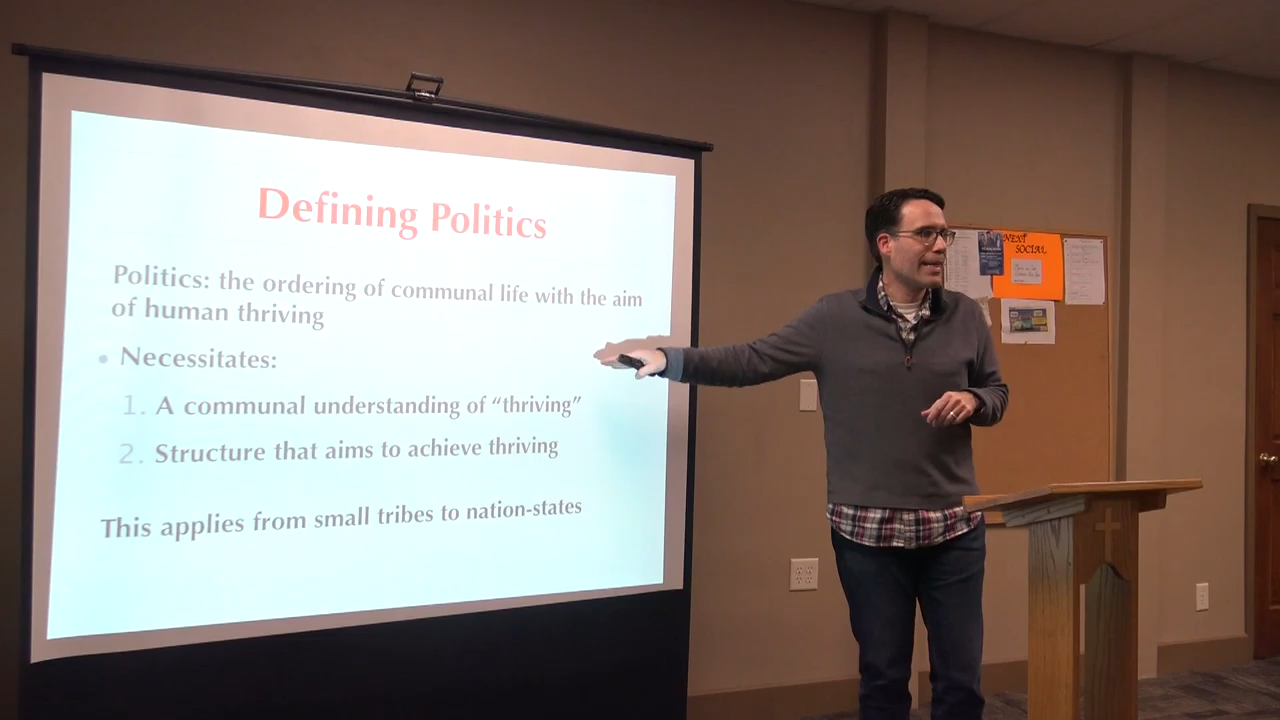 Defining Politics
Politics: the ordering of communal life with the aim
of human thriving
• Necessitates:
1. A communal understanding of “thriving”
2. Structure that aims to achieve thriving
This applies from small tribes to nation-states
NEXT
SOCIAL